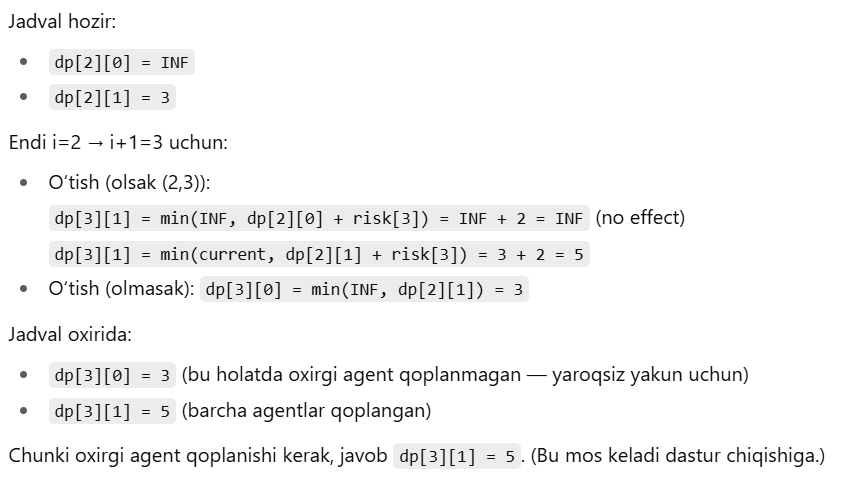 Jadval hozir:
• dp[2][0] = INF
• dp[2][1] = 3
Endi i=2 → i+1=3 uchun:
• Oʻtish (olsak (2,3)):
dp[3][1] = min(INF, dp[2][0] + risk[3]) = INF + 2 = INF (no effect)
dp[3][1] = min(current, dp[2][1] + risk[3]) = 3 + 2 = 5
• Oʻtish (olmasak): dp[3][0] = min(INF, dp[2][1]) = 3
Jadval oxirida:
• dp[3][0] = 3 (bu holatda oxirgi agent qoplanmagan — yaroqsiz yakun uchun)
• dp[3][1] = 5 (barcha agentlar qoplangan)
Chunki oxirgi agent qoplanishi kerak, javob dp[3][1] = 5. (Bu mos keladi dastur chiqishiga.)